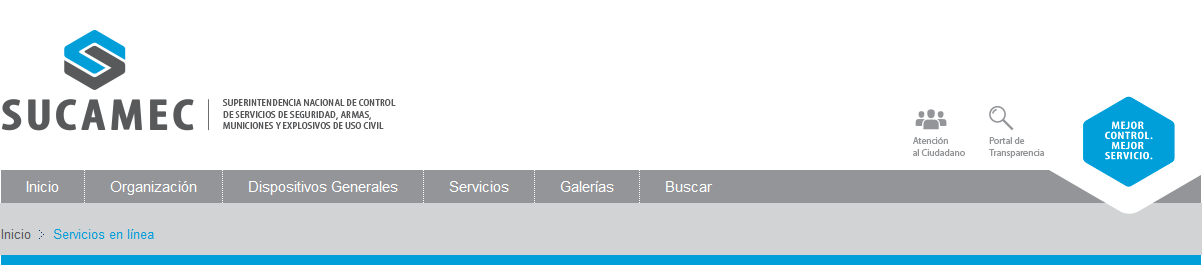 SUCAMEC
SUPERINTENDENCIA NACIONAL DE CONTROL
DE SERVICIOS DE SEGURIDAD, ARMAS,
MUNICIONES Y EXPLOSIVOS DE USO CIVIL
Atención
al Ciudadano
Portal de
Transparencia
MEJOR
CONTROL.
MEJOR
SERVICIO.
Inicio
Organización
Dispositivos Generales
Servicios
Galerías
Buscar
Inicio
Servicios en línea